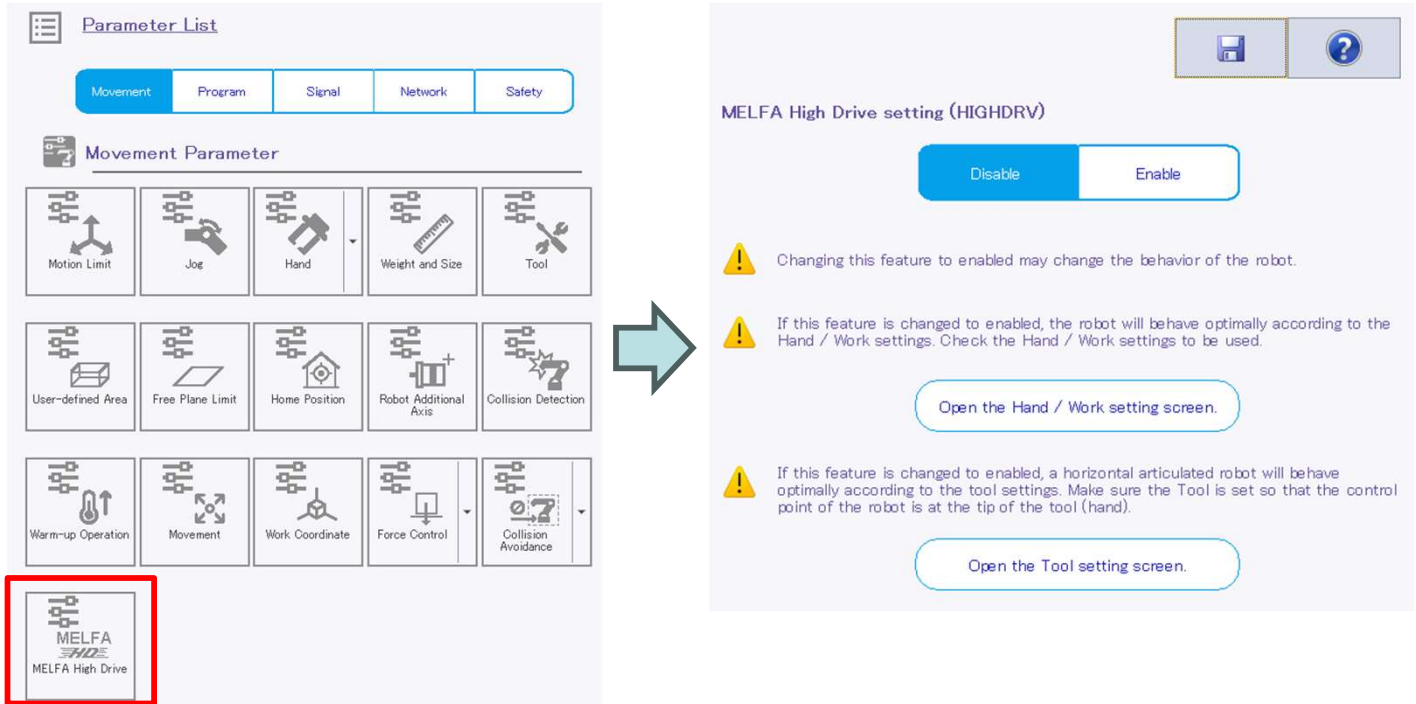 Parameter List
Movement Program Signal Network Safety
Movement Parameter
Motion Limit
Jog
Hand
Weight and Size
Tool
User-defined Area
Free Plane Limit
Home Position
Robot Additional
Axis
Collision Detection
Warm-up Operation
Movement
Work Coordinate
Force Control
Collision
Avoidance
MELFA
HD
MELFA High Drive
MELFA High Drive setting (HIGHDRV)
Disable Enable
Changing this feature to enabled may change the behavior of the robot.
If this feature is changed to enabled, the robot will behave optimally according to the
Hand / Work settings. Check the Hand / Work settings to be used.
Open the Hand / Work setting screen.
If this feature is changed to enabled, a horizontal articulated robot will behave
optimally according to the tool settings. Make sure the Tool is set so that the control
point of the robot is at the tip of the tool (hand).
Open the Tool setting screen.